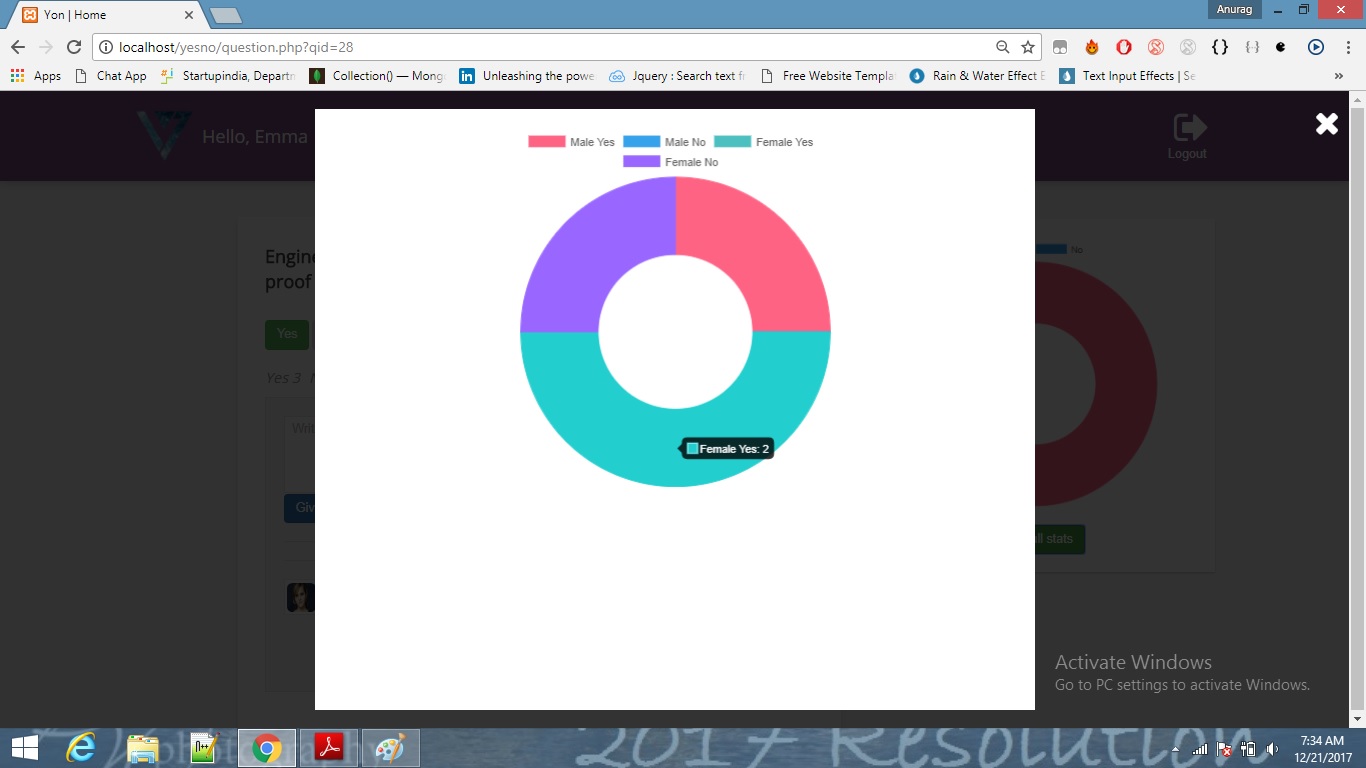 Yon | Home
Anurag
localhost/yesno/question.php?qid=28
Apps Chat App Startupindia, Departn Collection() — Mong Unleashing the powe Jquery : Search text fr Free Website Templa Rain & Water Effect E Text Input Effects | Se
Hello, Emma
Logout
Male Yes Male No Female Yes
Female No
Engine
proof
No
Yes
Yes 3
Writ
Female Yes: 2
Giv
ll stats
Activate Windows
Go to PC settings to activate Windows.
2017 Resolution
7:34 AM
12/21/2017